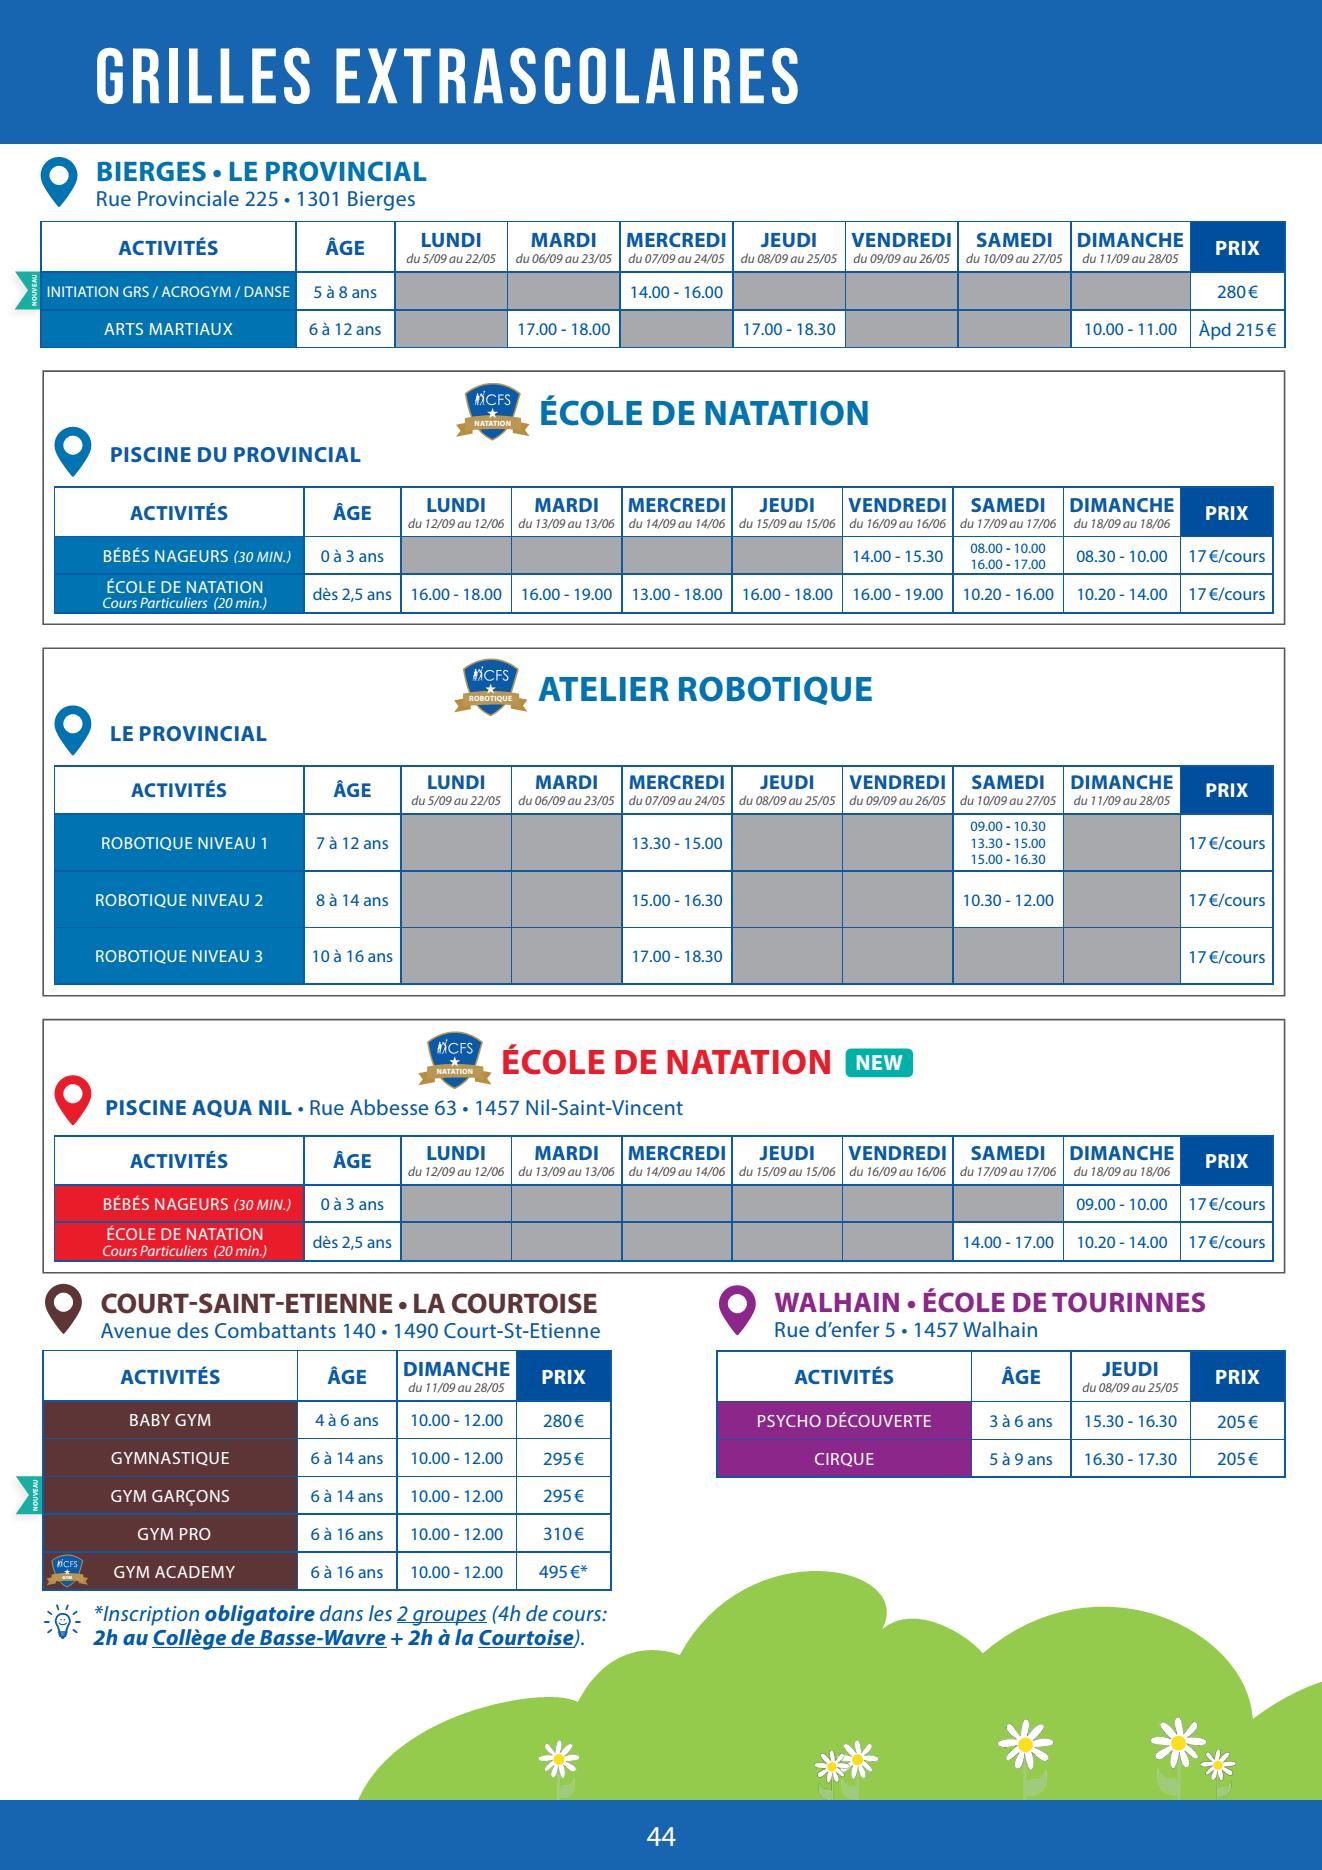 GRILLES EXTRASCOLAIRES
BIERGES • LE PROVINCIAL
Rue Provinciale 225 • 1301 Bierges
ACTIVITÉS ÂGE LUNDI MARDI MERCREDI JEUDI VENDREDI SAMEDI DIMANCHE PRIX
du 5/09 au 22/05 du 06/09 au 23/05 du 07/09 au 24/05 du 08/09 au 25/05 du 09/09 au 26/05 du 10/09 au 27/05 du 11/09 au 28/05
NOUVEAU INITIATION GRS / ACROGYM / DANSE 5 à 8 ans 14.00 - 16.00 280 €
ARTS MARTIAUX 6 à 12 ans 17.00 - 18.00 17.00 - 18.30 10.00 - 11.00 Àpd 215 €
CFS NATATION ÉCOLE DE NATATION
PISCINE DU PROVINCIAL
ACTIVITÉS ÂGE LUNDI MARDI MERCREDI JEUDI VENDREDI SAMEDI DIMANCHE PRIX
du 12/09 au 12/06 du 13/09 au 13/06 du 14/09 au 14/06 du 15/09 au 15/06 du 16/09 au 16/06 du 17/09 au 17/06 du 18/09 au 18/06
BÉBÉS NAGEURS (30 MIN.) 0 à 3 ans 14.00 - 15.30 08.00 - 10.00 08.30 - 10.00 17 €/cours
16.00 - 17.00
ÉCOLE DE NATATION dès 2,5 ans 16.00 - 18.00 16.00 - 19.00 13.00 - 18.00 16.00 - 18.00 16.00 - 19.00 10.20 - 16.00 10.20 - 14.00 17 €/cours
Cours Particuliers (20 min.)
CFS ROBOTIQUE ATELIER ROBOTIQUE
LE PROVINCIAL
ACTIVITÉS ÂGE LUNDI MARDI MERCREDI JEUDI VENDREDI SAMEDI DIMANCHE PRIX
du 5/09 au 22/05 du 06/09 au 23/05 du 07/09 au 24/05 du 08/09 au 25/05 du 09/09 au 26/05 du 10/09 au 27/05 du 11/09 au 28/05
ROBOTIQUE NIVEAU 1 7 à 12 ans 13.30 - 15.00 09.00 - 10.30 17 €/cours
13.30 - 15.00
15.00 - 16.30
ROBOTIQUE NIVEAU 2 8 à 14 ans 15.00 - 16.30 10.30 - 12.00 17 €/cours
ROBOTIQUE NIVEAU 3 10 à 16 ans 17.00 - 18.30 17 €/cours
CFS NATATION ÉCOLE DE NATATION NEW
PISCINE AQUA NIL • Rue Abbesse 63 • 1457 Nil-Saint-Vincent
ACTIVITÉS ÂGE LUNDI MARDI MERCREDI JEUDI VENDREDI SAMEDI DIMANCHE PRIX
du 12/09 au 12/06 du 13/09 au 13/06 du 14/09 au 14/06 du 15/09 au 15/06 du 16/09 au 16/06 du 17/09 au 17/06 du 18/09 au 18/06
BÉBÉS NAGEURS (30 MIN.) 0 à 3 ans 09.00 - 10.00 17 €/cours
ÉCOLE DE NATATION dès 2,5 ans 14.00 - 17.00 10.20 - 14.00 17 €/cours
Cours Particuliers (20 min.)
COURT-SAINT-ETIENNE • LA COURTOISE
Avenue des Combattants 140 • 1490 Court-St-Etienne
ACTIVITÉS ÂGE DIMANCHE PRIX
du 11/09 au 28/05
BABY GYM 4 à 6 ans 10.00 - 12.00 280 €
GYMNASTIQUE 6 à 14 ans 10.00 - 12.00 295 €
NOUVEAU GYM GARÇONS 6 à 14 ans 10.00 - 12.00 295 €
GYM PRO 6 à 16 ans 10.00 - 12.00 310 €
CFS GYM GYM ACADEMY 6 à 16 ans 10.00 - 12.00 495 €*
*Inscription obligatoire dans les 2 groupes (4h de cours:
2h au Collège de Basse-Wavre + 2h à la Courtoise).
WALHAIN • ÉCOLE DE TOURINNES
Rue d'enfer 5 • 1457 Walhain
ACTIVITÉS ÂGE JEUDI PRIX
du 08/09 au 25/05
PSYCHO DÉCOUVERTE 3 à 6 ans 15.30 - 16.30 205 €
CIRQUE 5 à 9 ans 16.30 - 17.30 205 €
44